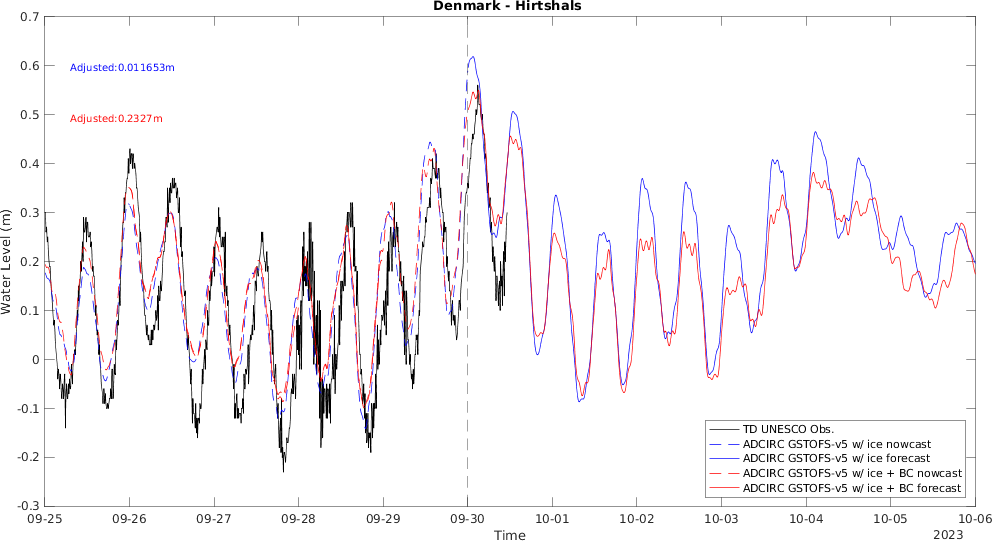 Denmark - Hirtshals
0.7
0.6
0.5
0.4
0.3
0.2
0.1
0
-0.1
-0.2
-0.3
Water Level (m)
Adjusted:0.011653m
Adjusted:0.2327m
TD UNESCO Obs.
ADCIRC GSTOFS-v5 w/ ice nowcast
ADCIRC GSTOFS-v5 w/ ice forecast
ADCIRC GSTOFS-v5 w/ ice + BC nowcast
ADCIRC GSTOFS-v5 w/ ice + BC forecast
09-25 09-26 09-27 09-28 09-29 09-30 10-01 10-02 10-03 10-04 10-05 10-06
Time
2023